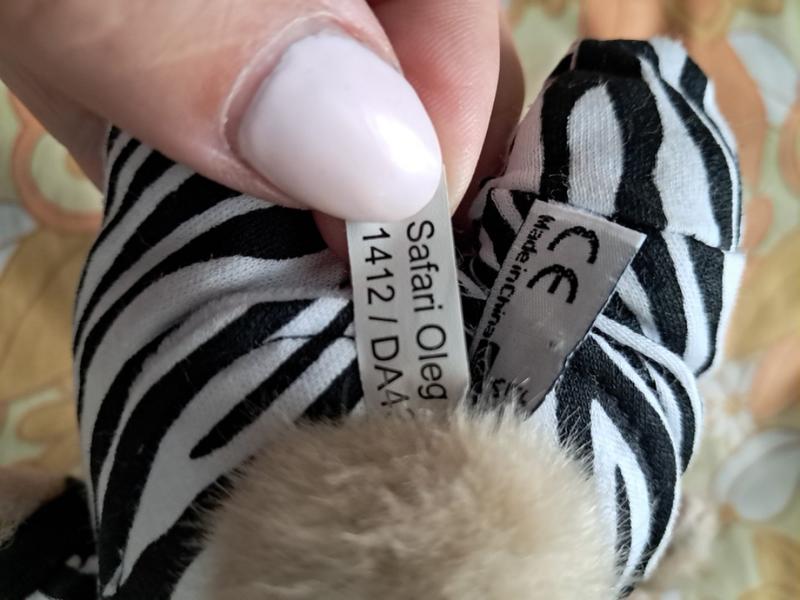 Safari Oleg
1412 / DA4
CE
Made in China